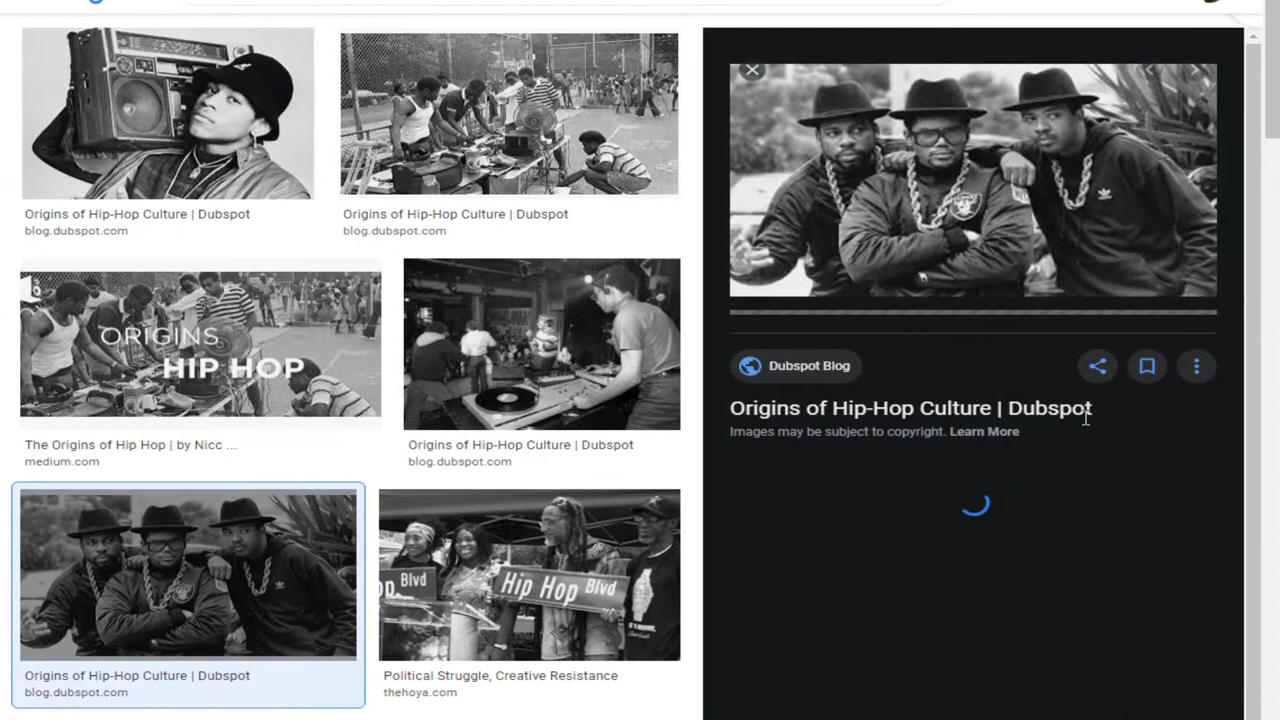 Origins of Hip-Hop Culture | Dubspot
blog.dubspot.com
Origins of Hip-Hop Culture | Dubspot
blog.dubspot.com
ORIGINS
HIP HOP
The Origins of Hip Hop | by Nicc ...
medium.com
Origins of Hip-Hop Culture | Dubspot
blog.dubspot.com
Origins of Hip-Hop Culture | Dubspot
blog.dubspot.com
op Blvd
Hip Hop Blvd
Political Struggle, Creative Resistance
thehoya.com
Dubspot Blog
Origins of Hip-Hop Culture | Dubspot
Images may be subject to copyright. Learn More